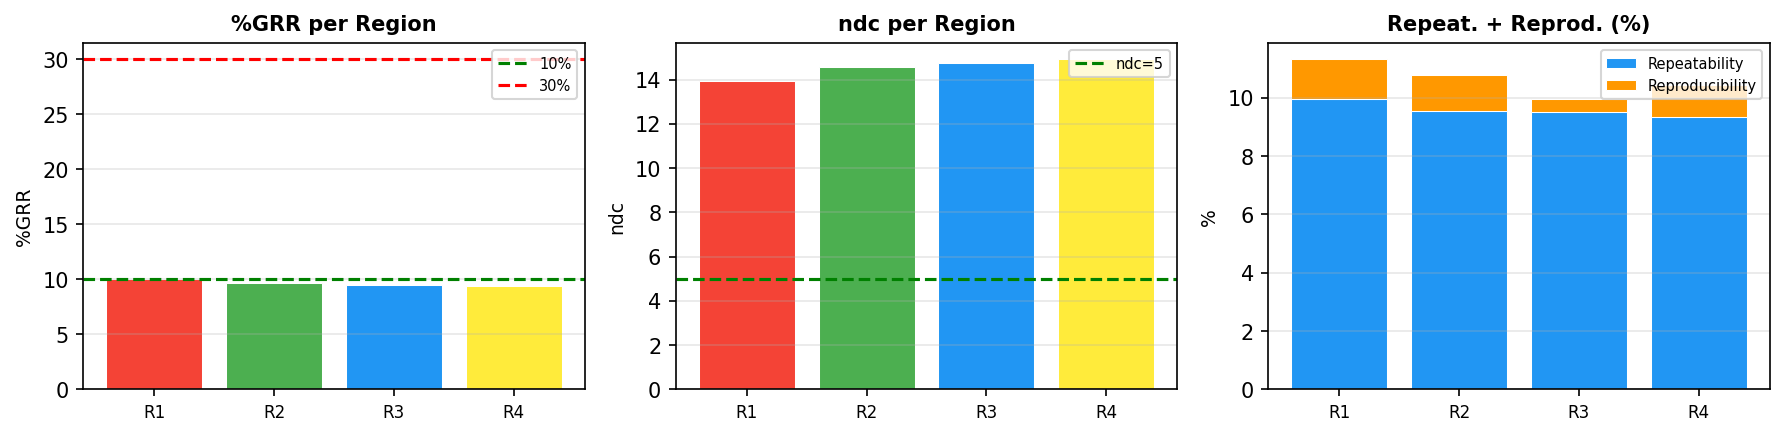 %GRR per Region
%GRR
30
25
20
15
10
5
0
10%
30%
R1 R2 R3 R4
ndc per Region
ndc
14
12
10
8
6
4
2
0
ndc=5
R1 R2 R3 R4
Repeat. + Reprod. (%)
%
10
8
6
4
2
0
Repeatability
Reproducibility
R1 R2 R3 R4